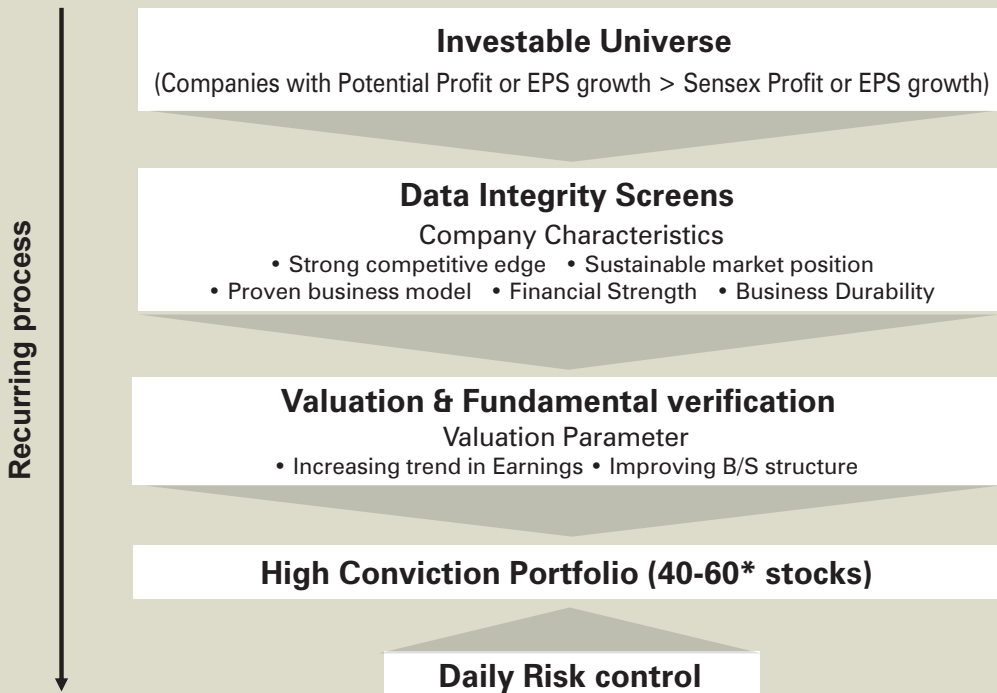 Recurring process
Investable Universe
(Companies with Potential Profit or EPS growth > Sensex Profit or EPS growth)
Data Integrity Screens
Company Characteristics
• Strong competitive edge • Sustainable market position
• Proven business model • Financial Strength • Business Durability
Valuation & Fundamental verification
Valuation Parameter
• Increasing trend in Earnings • Improving B/S structure
High Conviction Portfolio (40-60* stocks)
Daily Risk control